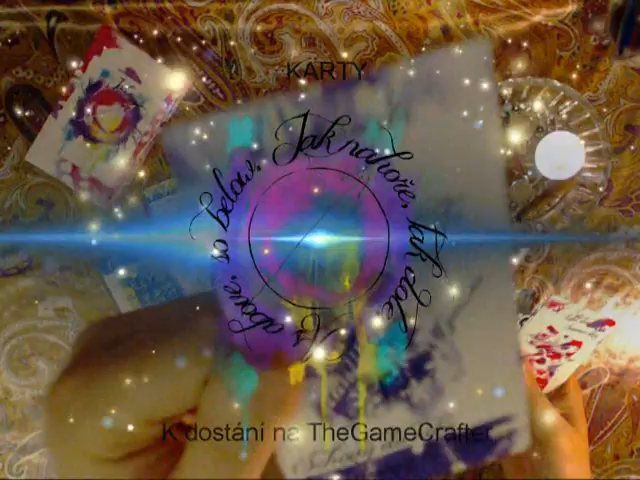 KARTY
Jak nahoře, tak dole.
As above, so below.
K dostání na TheGameCrafter